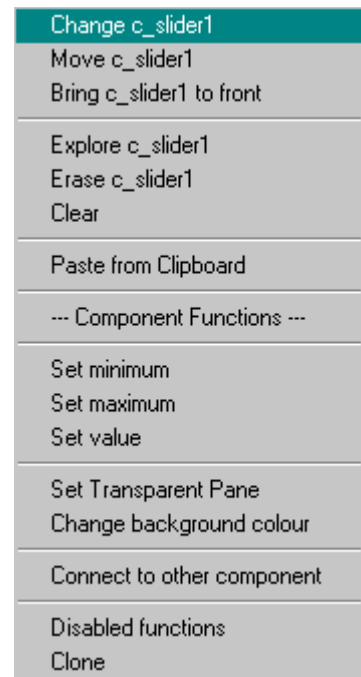 Change c_slider1
Move c_slider1
Bring c_slider1 to front
Explore c_slider1
Erase c_slider1
Clear
Paste from Clipboard
--- Component Functions ---
Set minimum
Set maximum
Set value
Set Transparent Pane
Change background colour
Connect to other component
Disabled functions
Clone